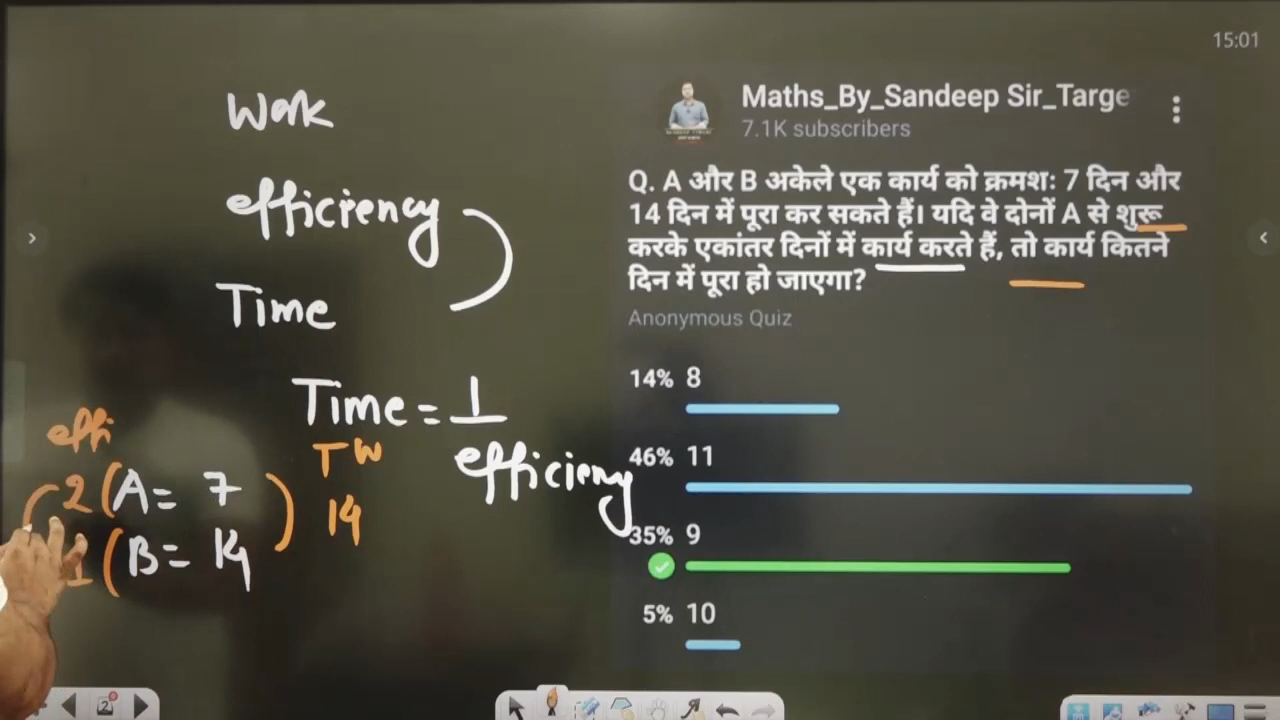 15:01
Work
efficiency
Time
Time = 1
efficieny
effi
TW
2 ( A = 7
14
1 ( B = 14
Maths_By_Sandeep Sir_Targe
7.1K subscribers
Q. A और B अकेले एक कार्य को क्रमशः 7 दिन और
14 दिन में पूरा कर सकते हैं। यदि वे दोनों A से शुरू
करके एकांतर दिनों में कार्य करते हैं, तो कार्य कितने
दिन में पूरा हो जाएगा?
Anonymous Quiz
14% 8
46% 11
35% 9
5% 10
2